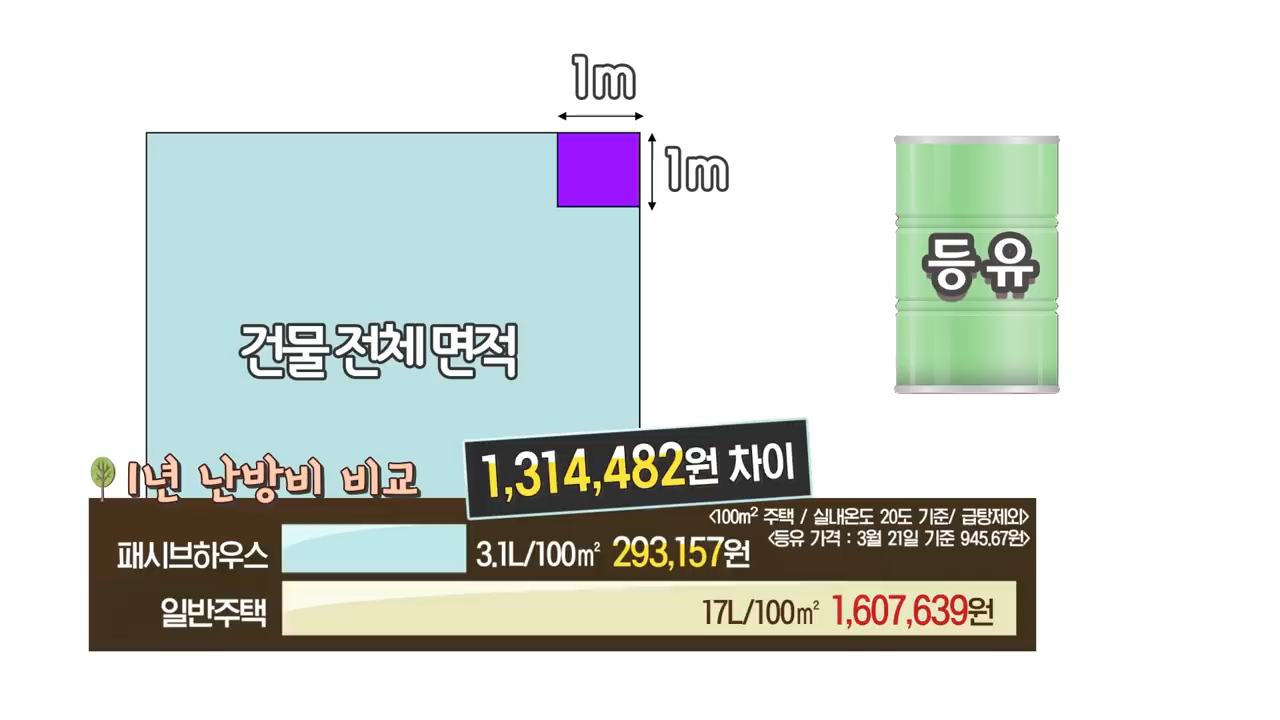 1m
1m
등유
건물 전체 면적
1년 난방비 비교
1,314,482원 차이
<100㎡ 주택 / 실내온도 20도 기준/ 급탕제외>
<등유 가격 : 3월 21일 기준 945.67원>
패시브하우스 3.1L/100㎡ 293,157원
일반주택 17L/100㎡ 1,607,639원